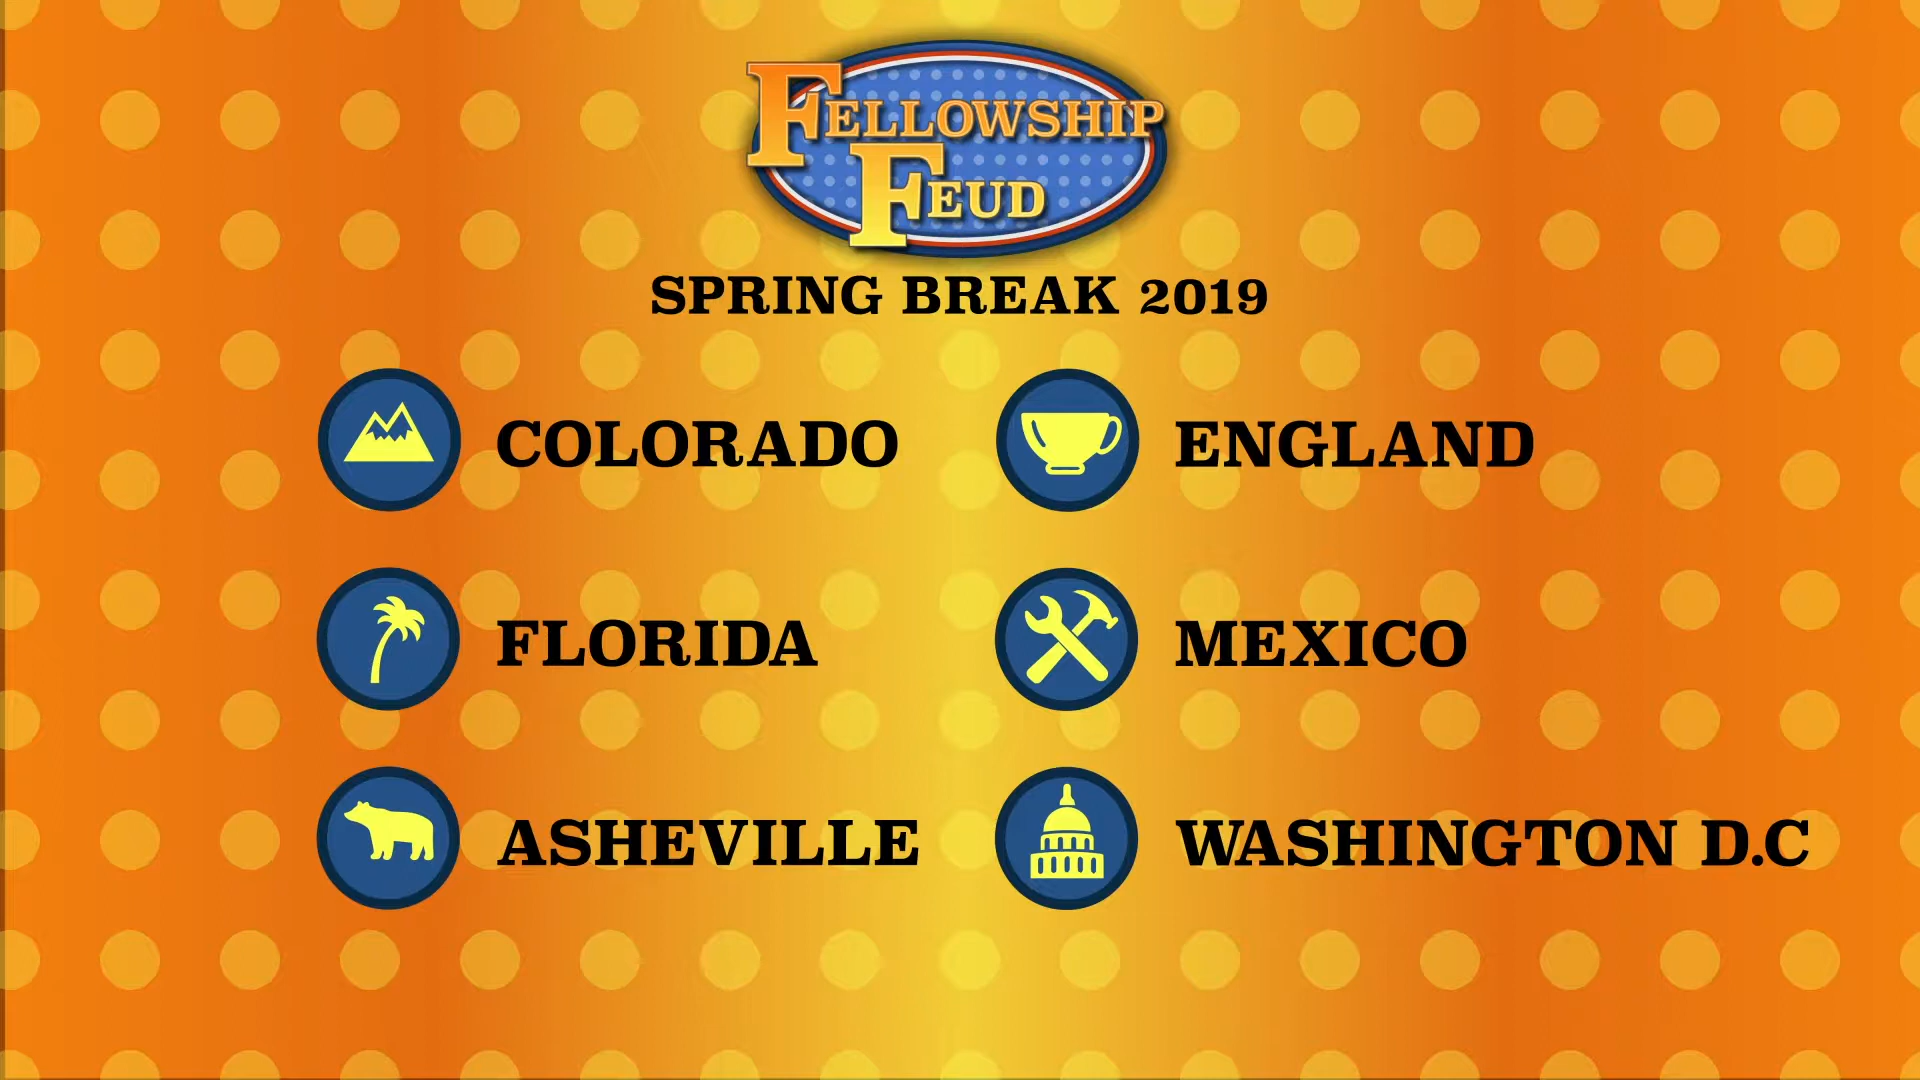 FELLOWSHIP
FEUD
SPRING BREAK 2019
COLORADO
ENGLAND
FLORIDA
MEXICO
ASHEVILLE
WASHINGTON D.C